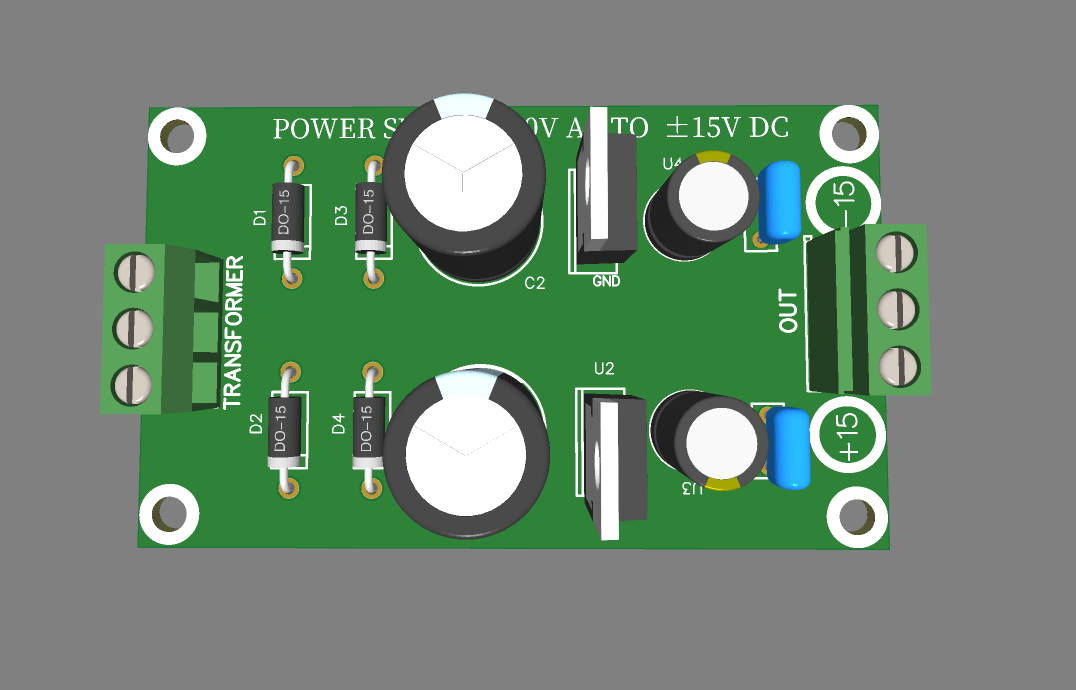 POWER 0V A TO ±15V DC
U4
D1
DO-15
D3
DO-15
-15
C2
GND
TRANSFORMER
OUT
U2
D2
DO-15
D4
DO-15
+15
U3